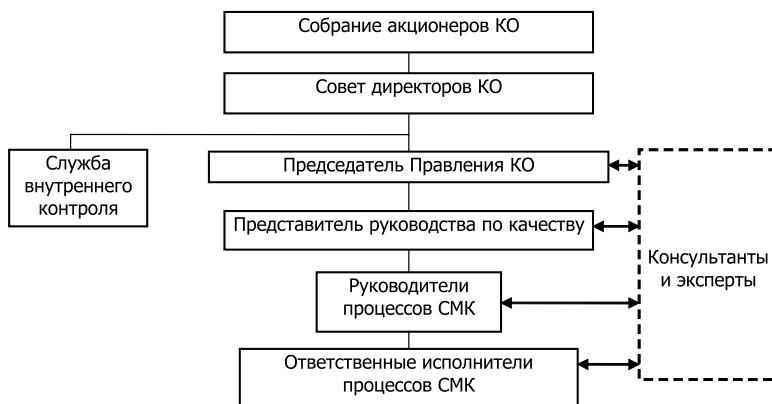 Собрание акционеров КО
Совет директоров КО
Служба
внутреннего
контроля
Председатель Правления КО
Представитель руководства по качеству
Руководители
процессов СМК
Ответственные исполнители
процессов СМК
Консультанты
и эксперты